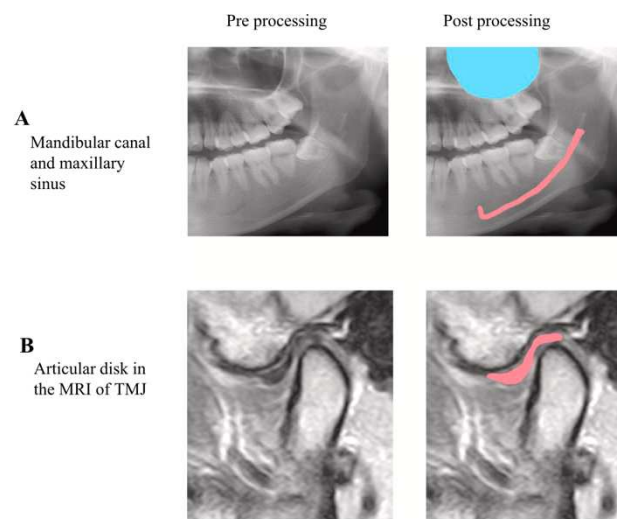 Pre processing
Post processing
A
Mandibular canal
and maxillary
sinus
B
Articular disk in
the MRI of TMJ